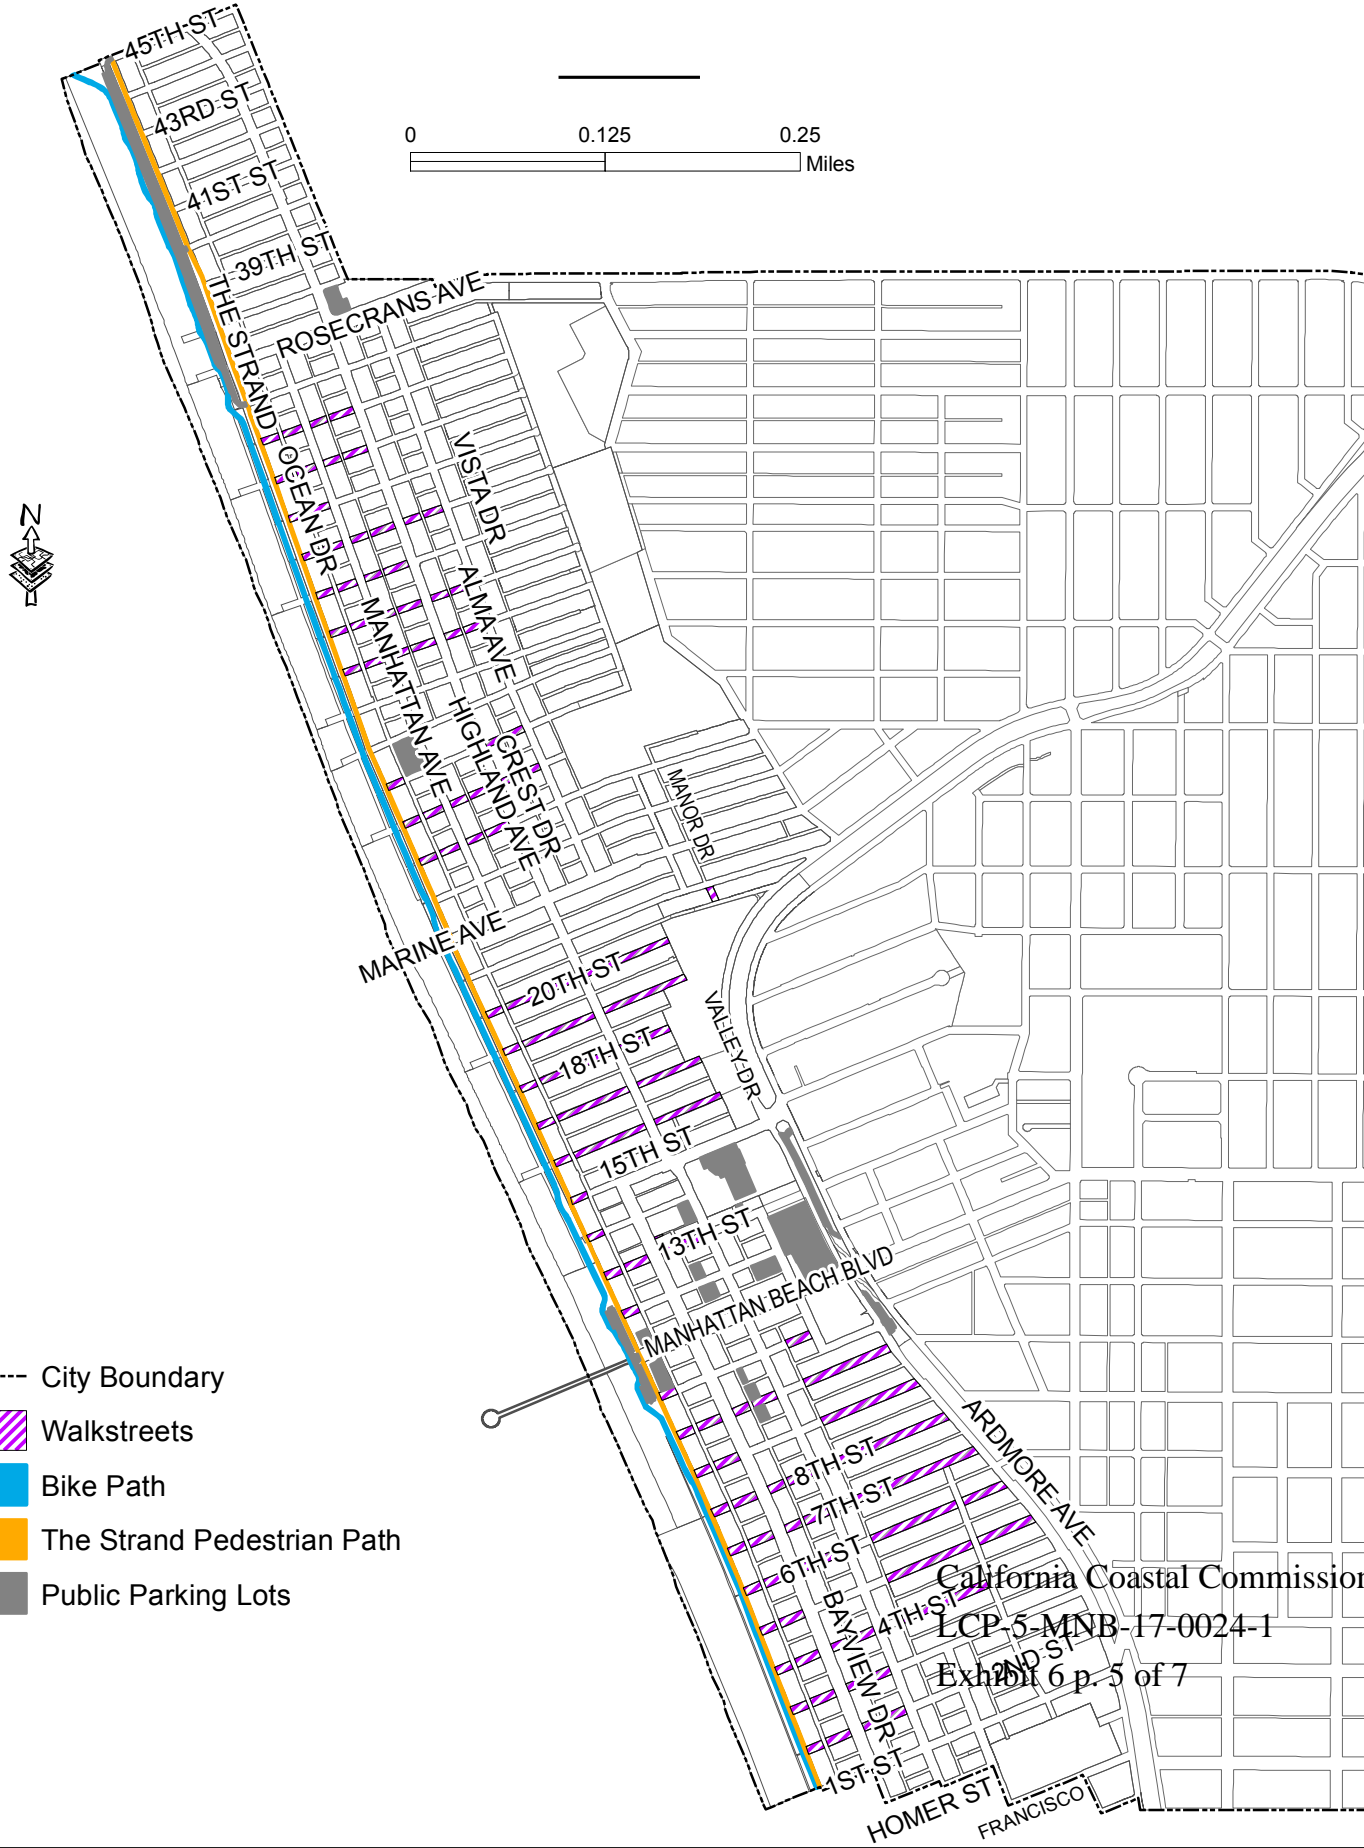 45TH ST
43RD ST
0 0.125 0.25
Miles
41ST ST
39TH ST
ROSECRANS AVE
THE STRAND
OCEAN DR
VISTA DR
N
ALMA AVE
MANHATTAN AVE
HIGHLAND AVE
CREST DR
MANOR DR
MARINE AVE
20TH ST
VALLEY DR
18TH ST
15TH ST
13TH ST
MANHATTAN BEACH BLVD
City Boundary
Walkstreets
Bike Path
The Strand Pedestrian Path
Public Parking Lots
ARDMORE AVE
8TH ST
7TH ST
6TH ST
BAYVIEW DR
4TH ST
2ND ST
California Coastal Commission
LCP-5-MNB-17-0024-1
Exhibit 6 p. 5 of 7
1ST ST
HOMER ST
FRANCISCO